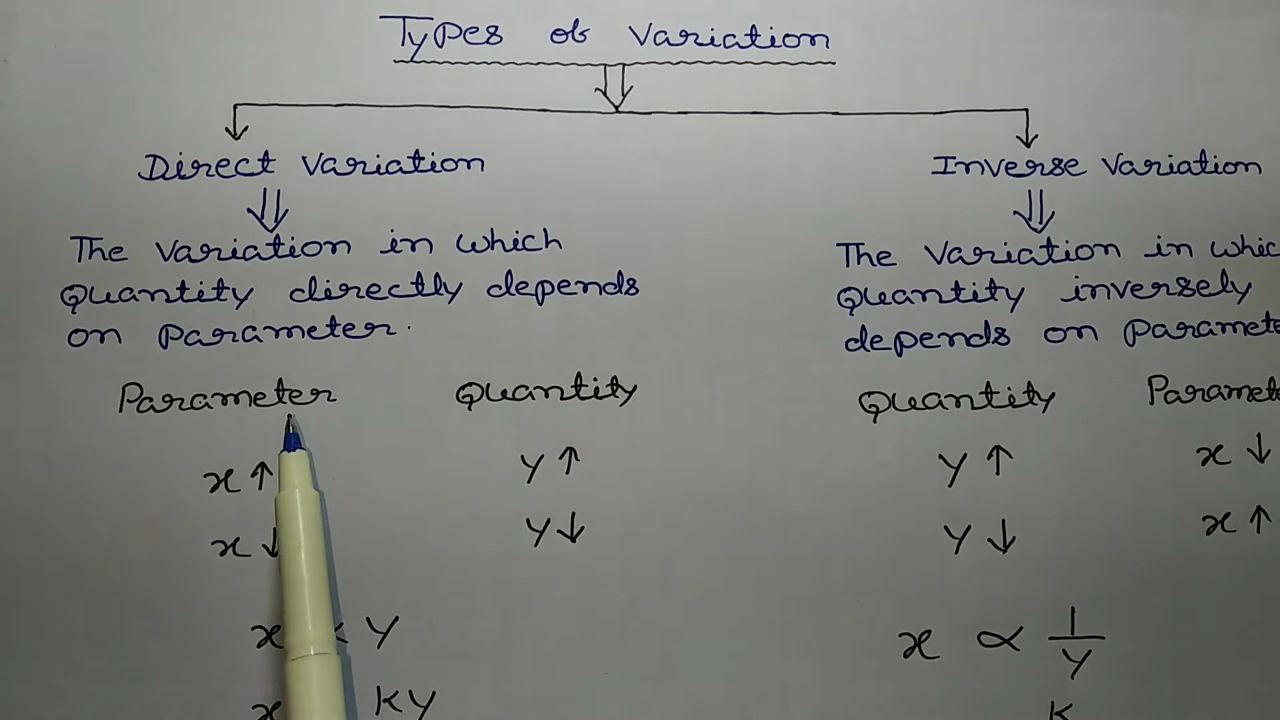 Types of Variation
Direct Variation
The Variation in which
Quantity directly depends
on Parameter.
Parameter Quantity
x ↑ y ↑
x ↓ y ↓
x ∝ y
x Ky
Inverse Variation
The Variation in whic
Quantity inversely
depends on Paramete
Quantity Paramet
y ↑ x ↓
y ↓ x ↑
x ∝ 1/y
K